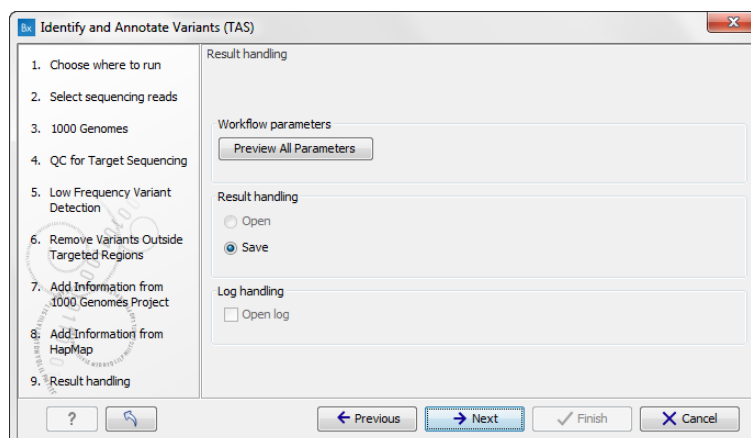 Bx Identify and Annotate Variants (TAS)
X
1. Choose where to run
2. Select sequencing reads
3. 1000 Genomes
4. QC for Target Sequencing
5. Low Frequency Variant
Detection
6. Remove Variants Outside
Targeted Regions
7. Add Information from
1000 Genomes Project
8. Add Information from
HapMap
9. Result handling
Result handling
Workflow parameters
Preview All Parameters
Result handling
Open
Save
Log handling
Open log
?
Previous
Next
Finish
Cancel